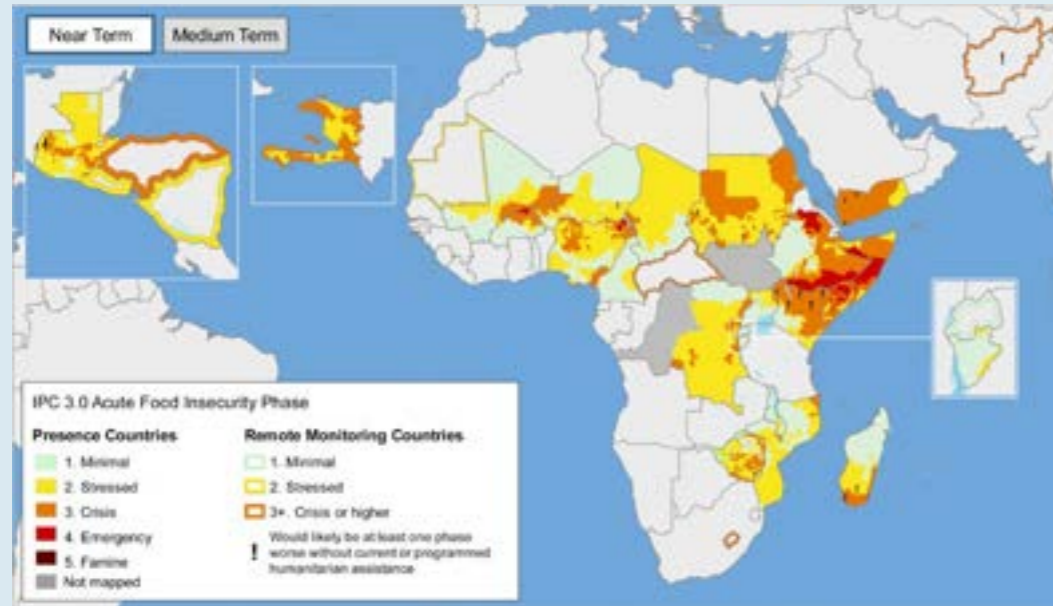 Near Term
Medium Term
IPC 3.0 Acute Food Insecurity Phase
Presence Countries
1. Minimal
2. Stressed
3. Crisis
4. Emergency
5. Famine
Not mapped
Remote Monitoring Countries
1. Minimal
2. Stressed
3+. Crisis or higher
! Would likely be at least one phase
worse without current or programmed
humanitarian assistance